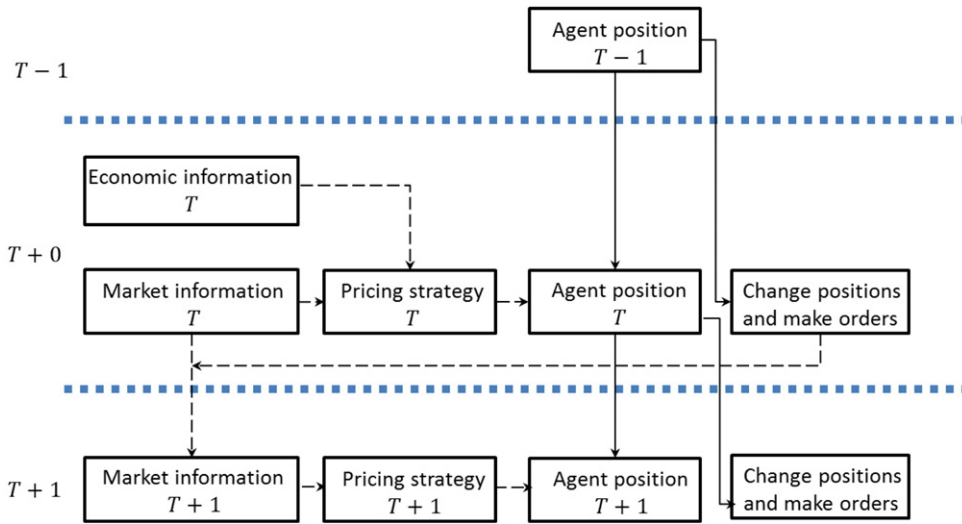 Agent position
T − 1
T − 1
Economic information
T
T + 0
Market information
T
Pricing strategy
T
Agent position
T
Change positions
and make orders
T + 1
Market information
T + 1
Pricing strategy
T + 1
Agent position
T + 1
Change positions
and make orders